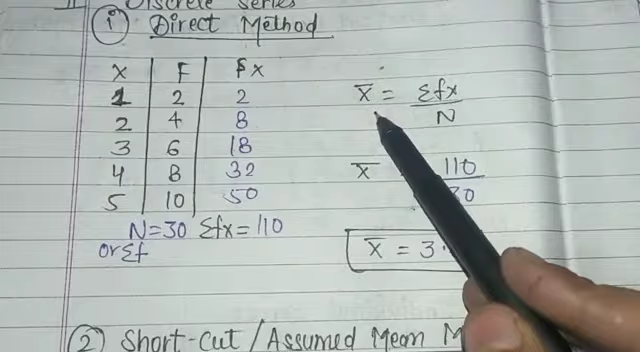 II Discrete Series
(i) Direct Method
X F Fx
1 2 2
2 4 8
3 6 18
4 8 32
5 10 50
N=30 Σfx=110
or Σf
X̄ = Σfx / N
X̄ 110
X̄ = 3.
(2) Short-Cut/Assumed Mean M